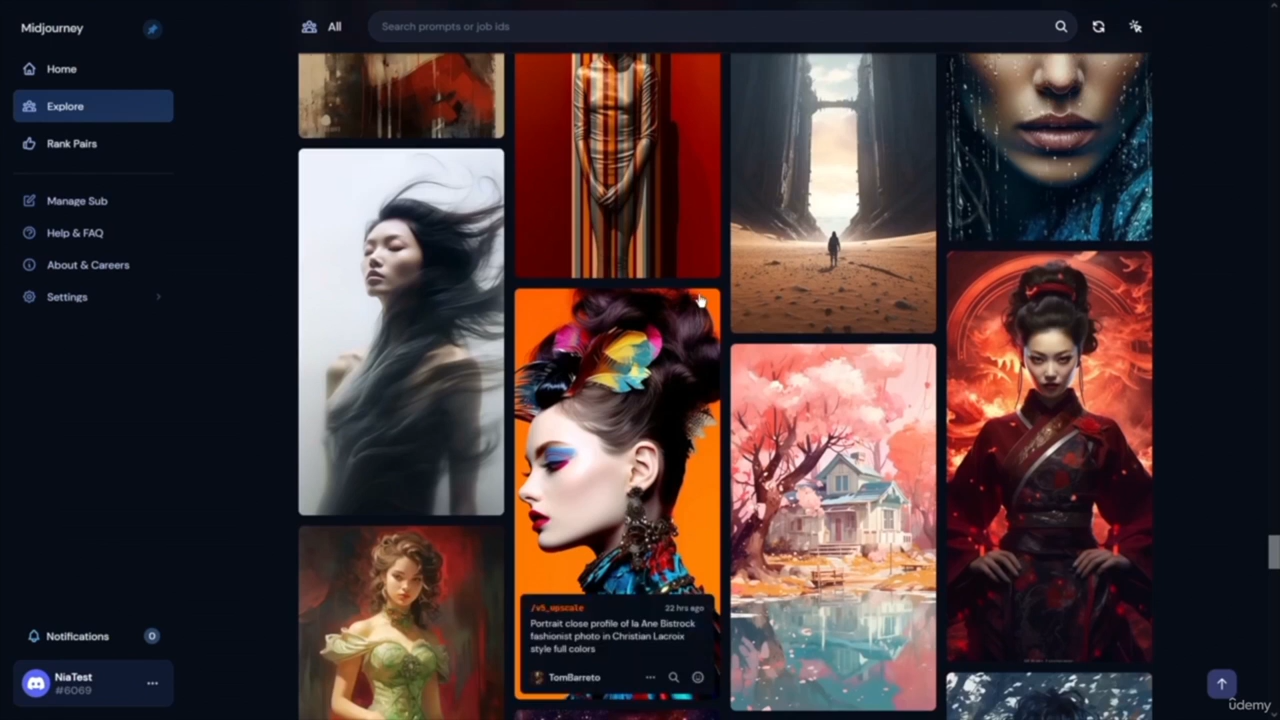 Midjourney
All
Search prompts or job ids
Home
Explore
Rank Pairs
Manage Sub
Help & FAQ
About & Careers
Settings
/v5_upscale
22 hrs ago
Portrait close profile of la Ane Bistrock
fashionist photo in Christian Lacroix
style full colors
TomBarreto
Notifications
0
NiaTest
#6069
ûdemy